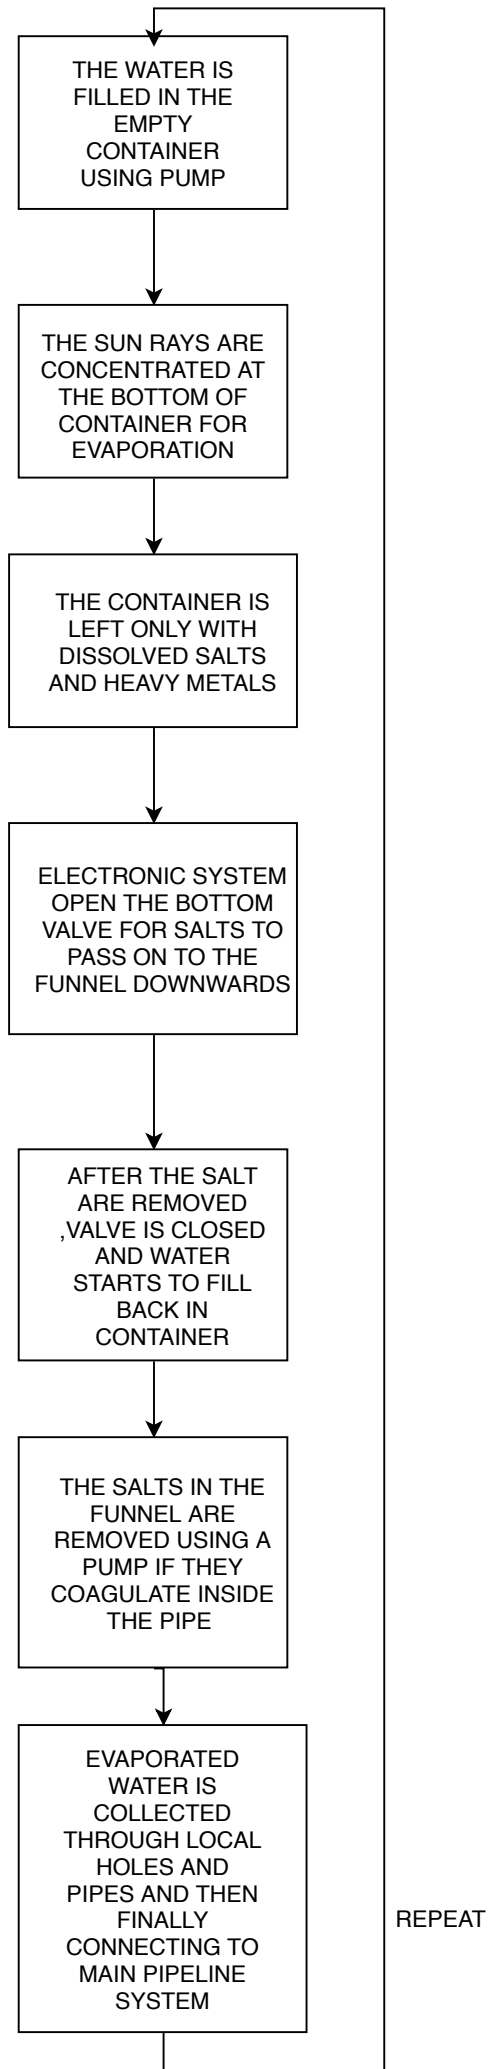 THE WATER IS
FILLED IN THE
EMPTY
CONTAINER
USING PUMP
THE SUN RAYS ARE
CONCENTRATED AT
THE BOTTOM OF
CONTAINER FOR
EVAPORATION
THE CONTAINER IS
LEFT ONLY WITH
DISSOLVED SALTS
AND HEAVY METALS
ELECTRONIC SYSTEM
OPEN THE BOTTOM
VALVE FOR SALTS TO
PASS ON TO THE
FUNNEL DOWNWARDS
AFTER THE SALT
ARE REMOVED
,VALVE IS CLOSED
AND WATER
STARTS TO FILL
BACK IN
CONTAINER
THE SALTS IN THE
FUNNEL ARE
REMOVED USING A
PUMP IF THEY
COAGULATE INSIDE
THE PIPE
EVAPORATED
WATER IS
COLLECTED
THROUGH LOCAL
HOLES AND
PIPES AND THEN
FINALLY
CONNECTING TO
MAIN PIPELINE
SYSTEM
REPEAT